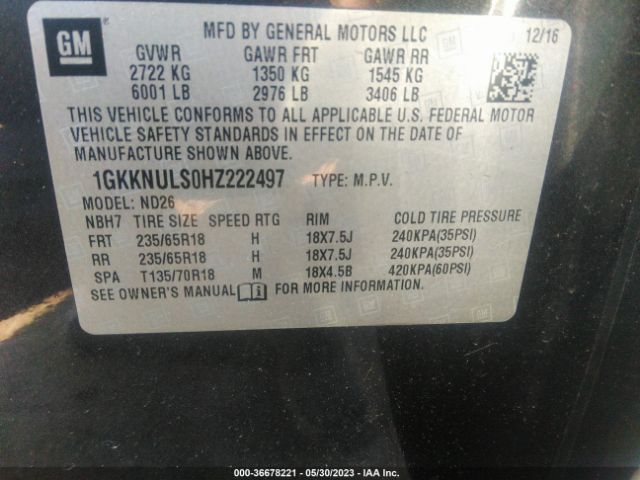 GM
MFD BY GENERAL MOTORS LLC 12/16
GVWR GAWR FRT GAWR RR
2722 KG 1350 KG 1545 KG
6001 LB 2976 LB 3406 LB
THIS VEHICLE CONFORMS TO ALL APPLICABLE U.S. FEDERAL MOTOR
VEHICLE SAFETY STANDARDS IN EFFECT ON THE DATE OF
MANUFACTURE SHOWN ABOVE.
1GKKNULS0HZ222497 TYPE: M.P.V.
MODEL: ND26
NBH7 TIRE SIZE SPEED RTG RIM COLD TIRE PRESSURE
FRT 235/65R18 H 18X7.5J 240KPA(35PSI)
RR 235/65R18 H 18X7.5J 240KPA(35PSI)
SPA T135/70R18 M 18X4.5B 420KPA(60PSI)
SEE OWNER'S MANUAL FOR MORE INFORMATION.
000-36678221 - 05/30/2023 - IAA Inc.